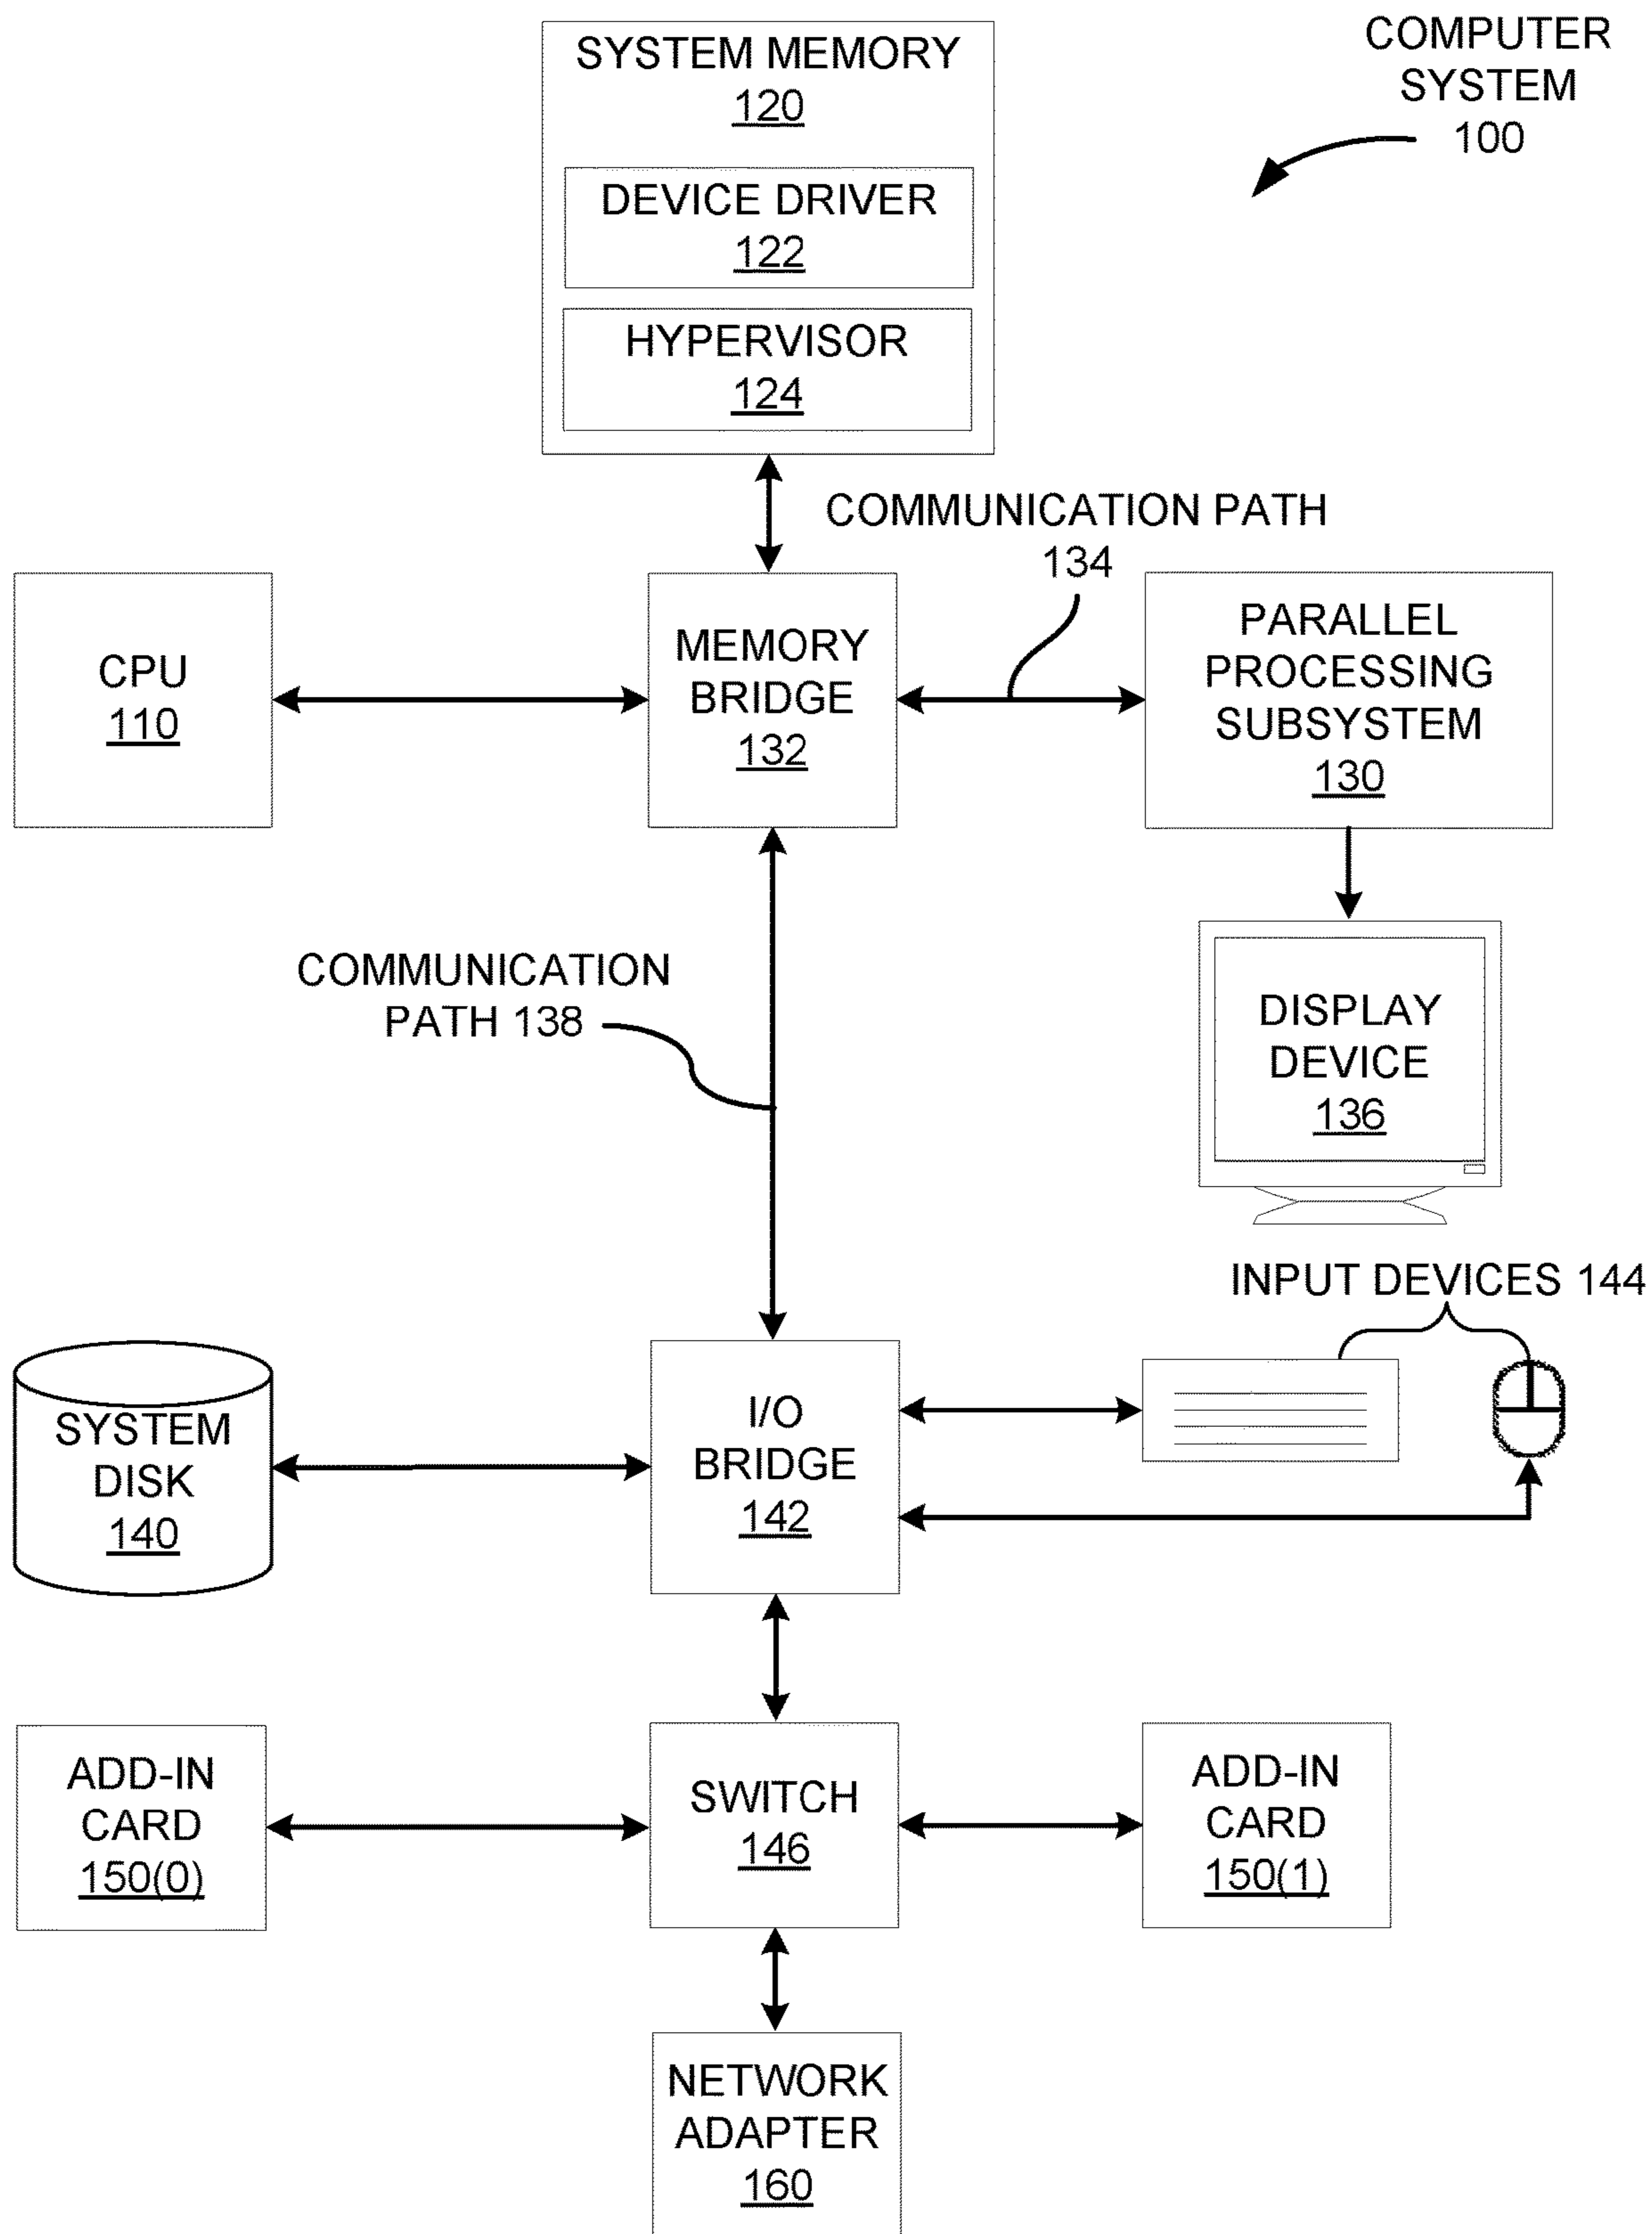 COMPUTER
SYSTEM
100
SYSTEM MEMORY
120
DEVICE DRIVER
122
HYPERVISOR
124
COMMUNICATION PATH
134
CPU
110
MEMORY
BRIDGE
132
PARALLEL
PROCESSING
SUBSYSTEM
130
COMMUNICATION
PATH 138
DISPLAY
DEVICE
136
INPUT DEVICES 144
SYSTEM
DISK
140
I/O
BRIDGE
142
ADD-IN
CARD
150(0)
SWITCH
146
ADD-IN
CARD
150(1)
NETWORK
ADAPTER
160